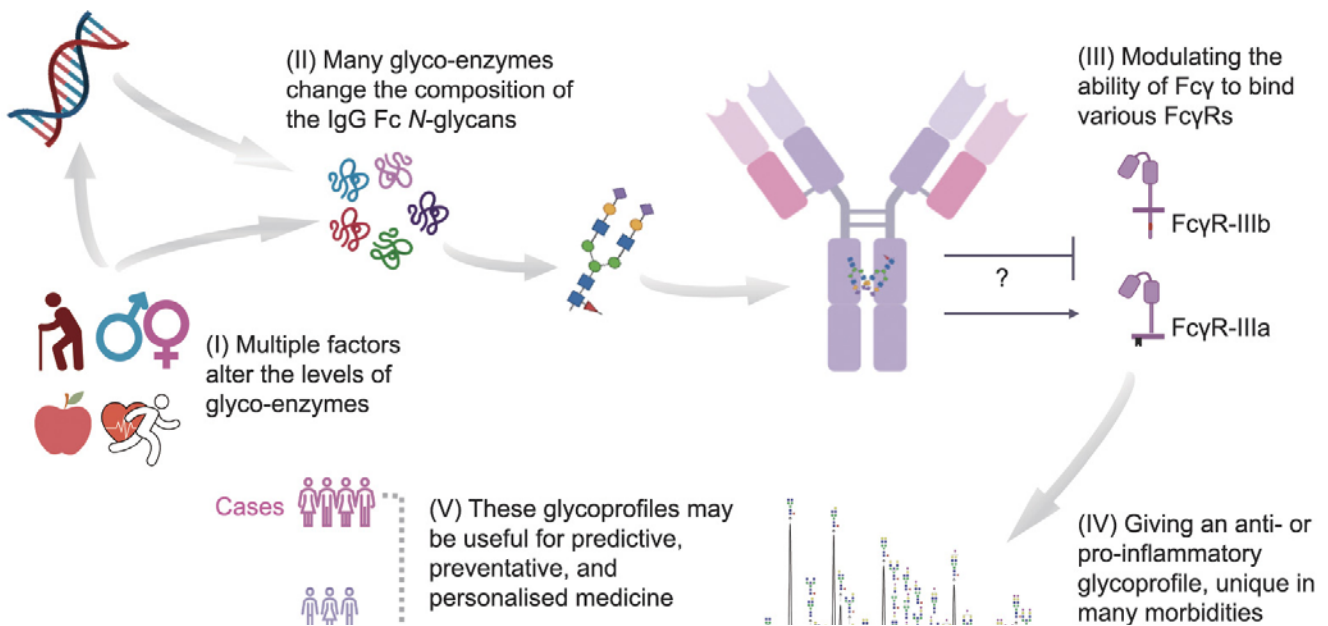 (II) Many glyco-enzymes
change the composition of
the IgG Fc N-glycans
(III) Modulating the
ability of Fcγ to bind
various FcγRs
FcγR-IIIb
?
FcγR-IIIa
(I) Multiple factors
alter the levels of
glyco-enzymes
Cases
(V) These glycoprofiles may
be useful for predictive,
preventative, and
personalised medicine
(IV) Giving an anti- or
pro-inflammatory
glycoprofile, unique in
many morbidities